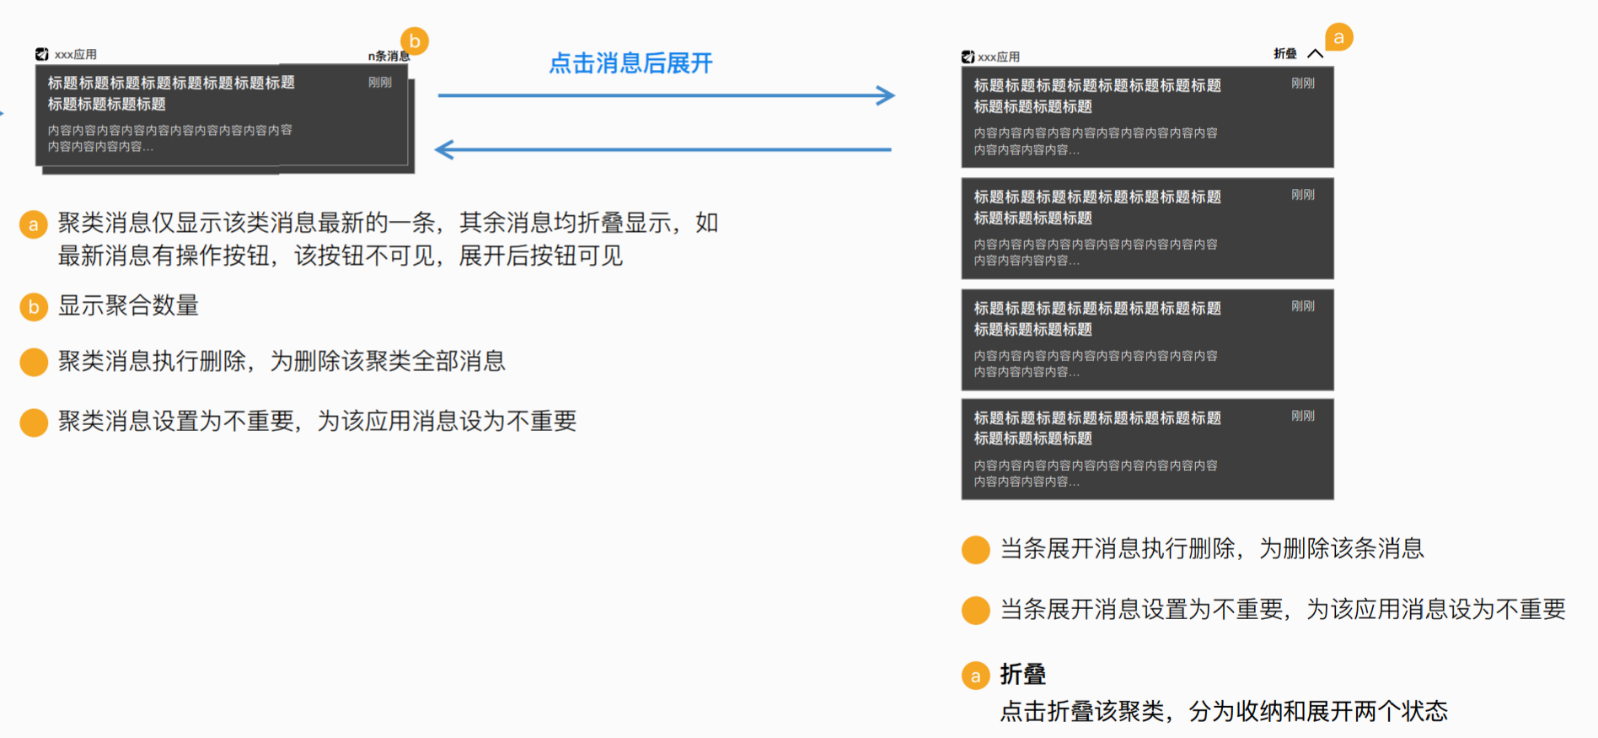 xxx应用
n条消息
b
标题标题标题标题标题标题标题标题
刚刚
标题标题标题标题
内容内容内容内容内容内容内容内容内容内容
内容内容内容内容...
点击消息后展开
a
聚类消息仅显示该类消息最新的一条，其余消息均折叠显示，如
最新消息有操作按钮，该按钮不可见，展开后按钮可见
b
显示聚合数量
聚类消息执行删除，为删除该聚类全部消息
聚类消息设置为不重要，为该应用消息设为不重要
xxx应用
折叠
a
标题标题标题标题标题标题标题标题
刚刚
标题标题标题标题
内容内容内容内容内容内容内容内容内容内容
内容内容内容内容...
标题标题标题标题标题标题标题标题
刚刚
标题标题标题标题
内容内容内容内容内容内容内容内容内容内容
内容内容内容内容...
标题标题标题标题标题标题标题标题
刚刚
标题标题标题标题
内容内容内容内容内容内容内容内容内容内容
内容内容内容内容...
标题标题标题标题标题标题标题标题
刚刚
标题标题标题标题
内容内容内容内容内容内容内容内容内容内容
内容内容内容内容...
当条展开消息执行删除，为删除该条消息
当条展开消息设置为不重要，为该应用消息设为不重要
a
折叠
点击折叠该聚类，分为收纳和展开两个状态